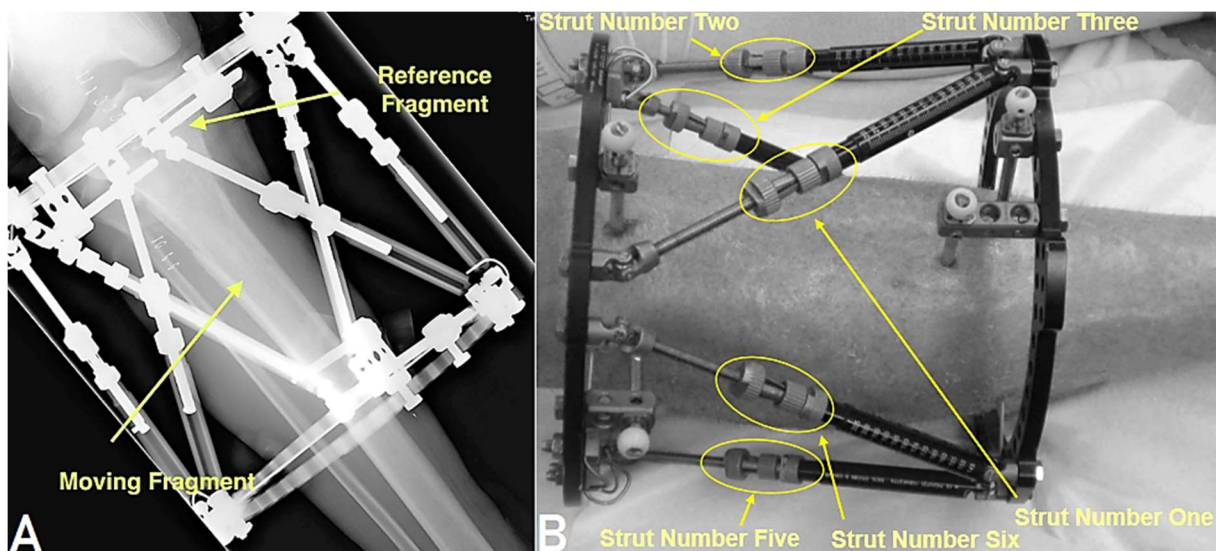 Reference
Fragment
Moving Fragment
A
Strut Number Two
Strut Number Three
Strut Number One
Strut Number Five
Strut Number Six
B